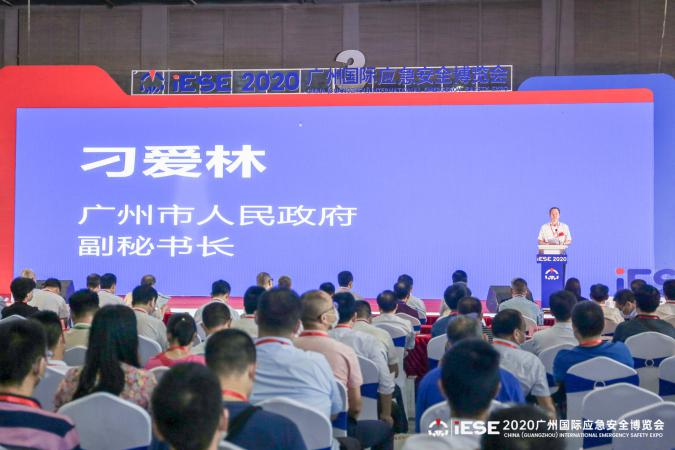 iESE 2020 广州国际应急安全博览会
刁爱林
广州市人民政府
副秘书长
iESE 2020
iESE
iESE 2020广州国际应急安全博览会
CHINA (GUANGZHOU) INTERNATIONAL EMERGENCY SAFETY EXPO